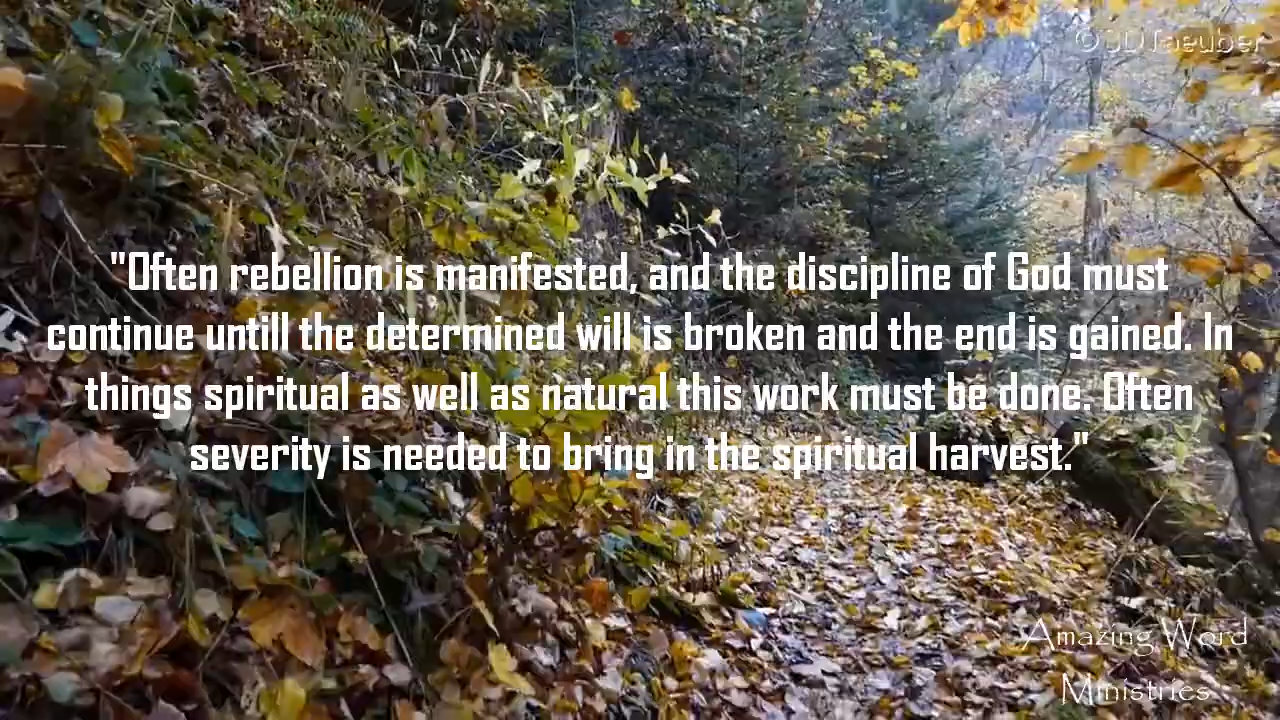 ©JDTaeuber
"Often rebellion is manifested, and the discipline of God must
continue untill the determined will is broken and the end is gained. In
things spiritual as well as natural this work must be done. Often
severity is needed to bring in the spiritual harvest."
Amazing Word
Ministries